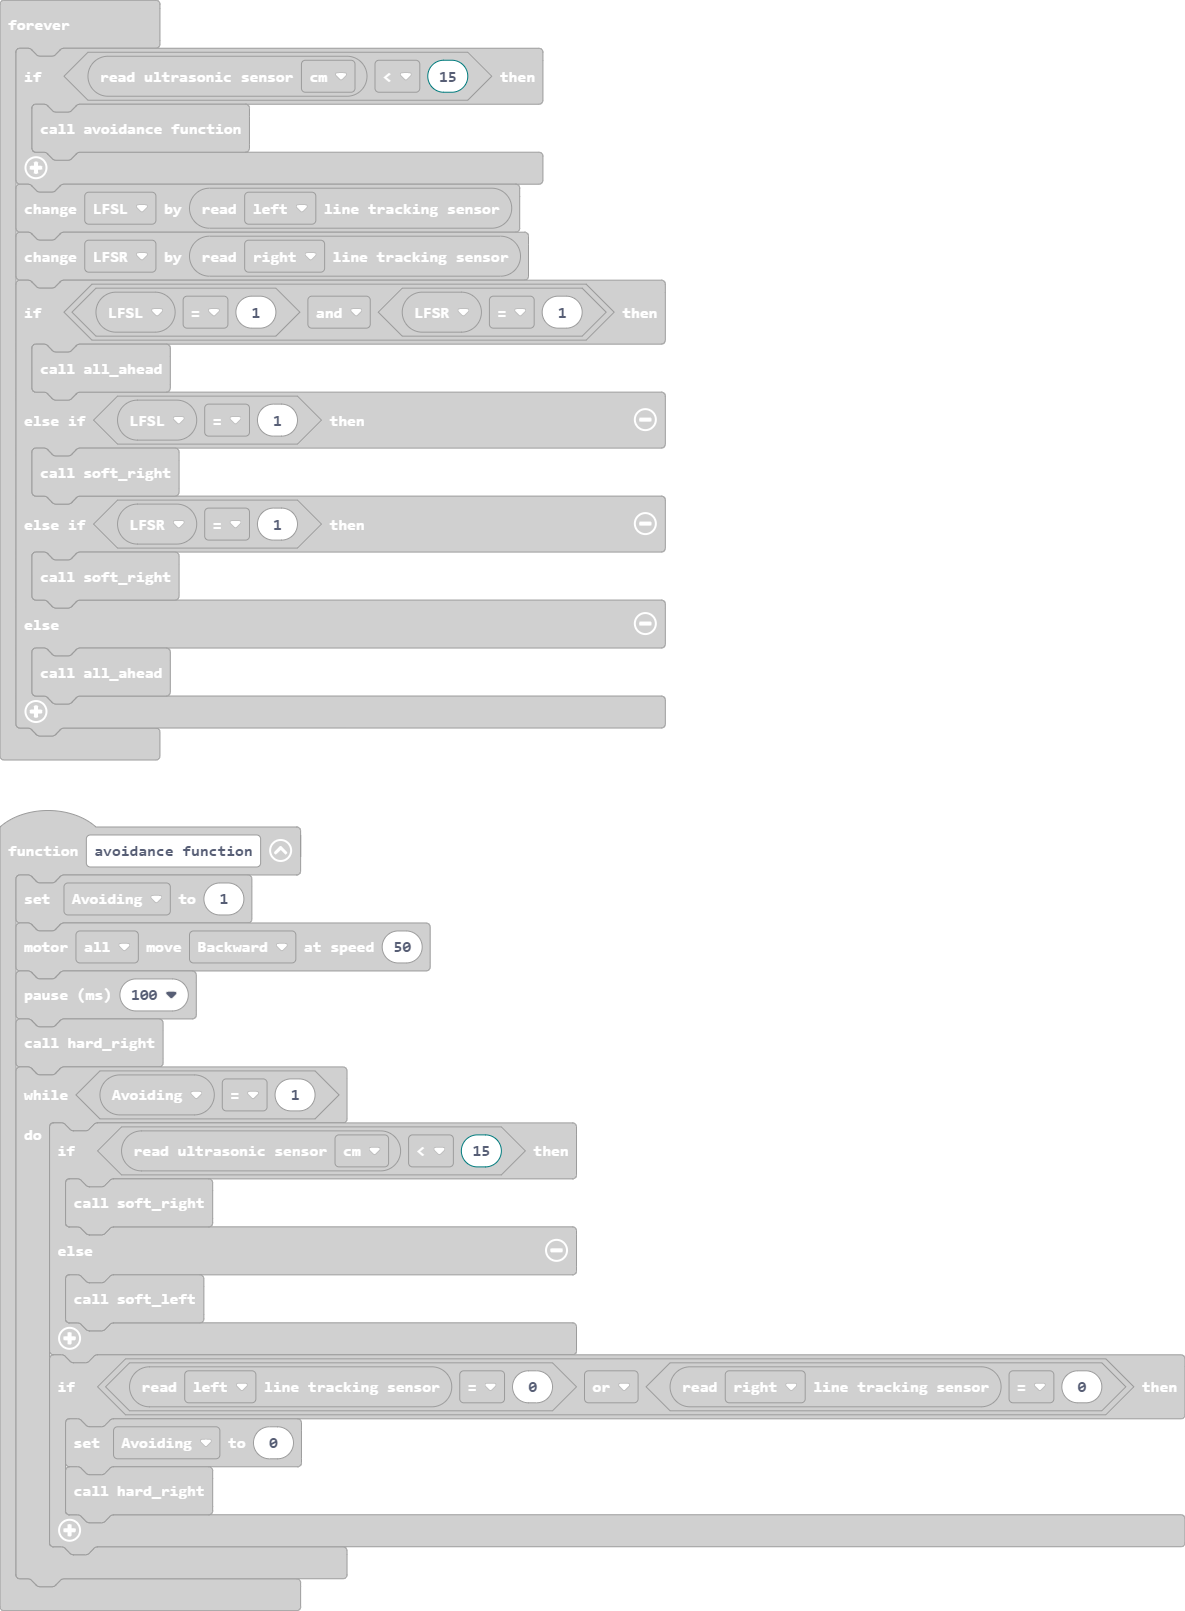 forever
if read ultrasonic sensor cm < 15 then
call avoidance function
change LFSL by read left line tracking sensor
change LFSR by read right line tracking sensor
if LFSL = 1 and LFSR = 1 then
call all_ahead
else if LFSL = 1 then
call soft_right
else if LFSR = 1 then
call soft_right
else
call all_ahead
function avoidance function
set Avoiding to 1
motor all move Backward at speed 50
pause (ms) 100
call hard_right
while Avoiding = 1
do
if read ultrasonic sensor cm < 15 then
call soft_right
else
call soft_left
if read left line tracking sensor = 0 or read right line tracking sensor = 0 then
set Avoiding to 0
call hard_right